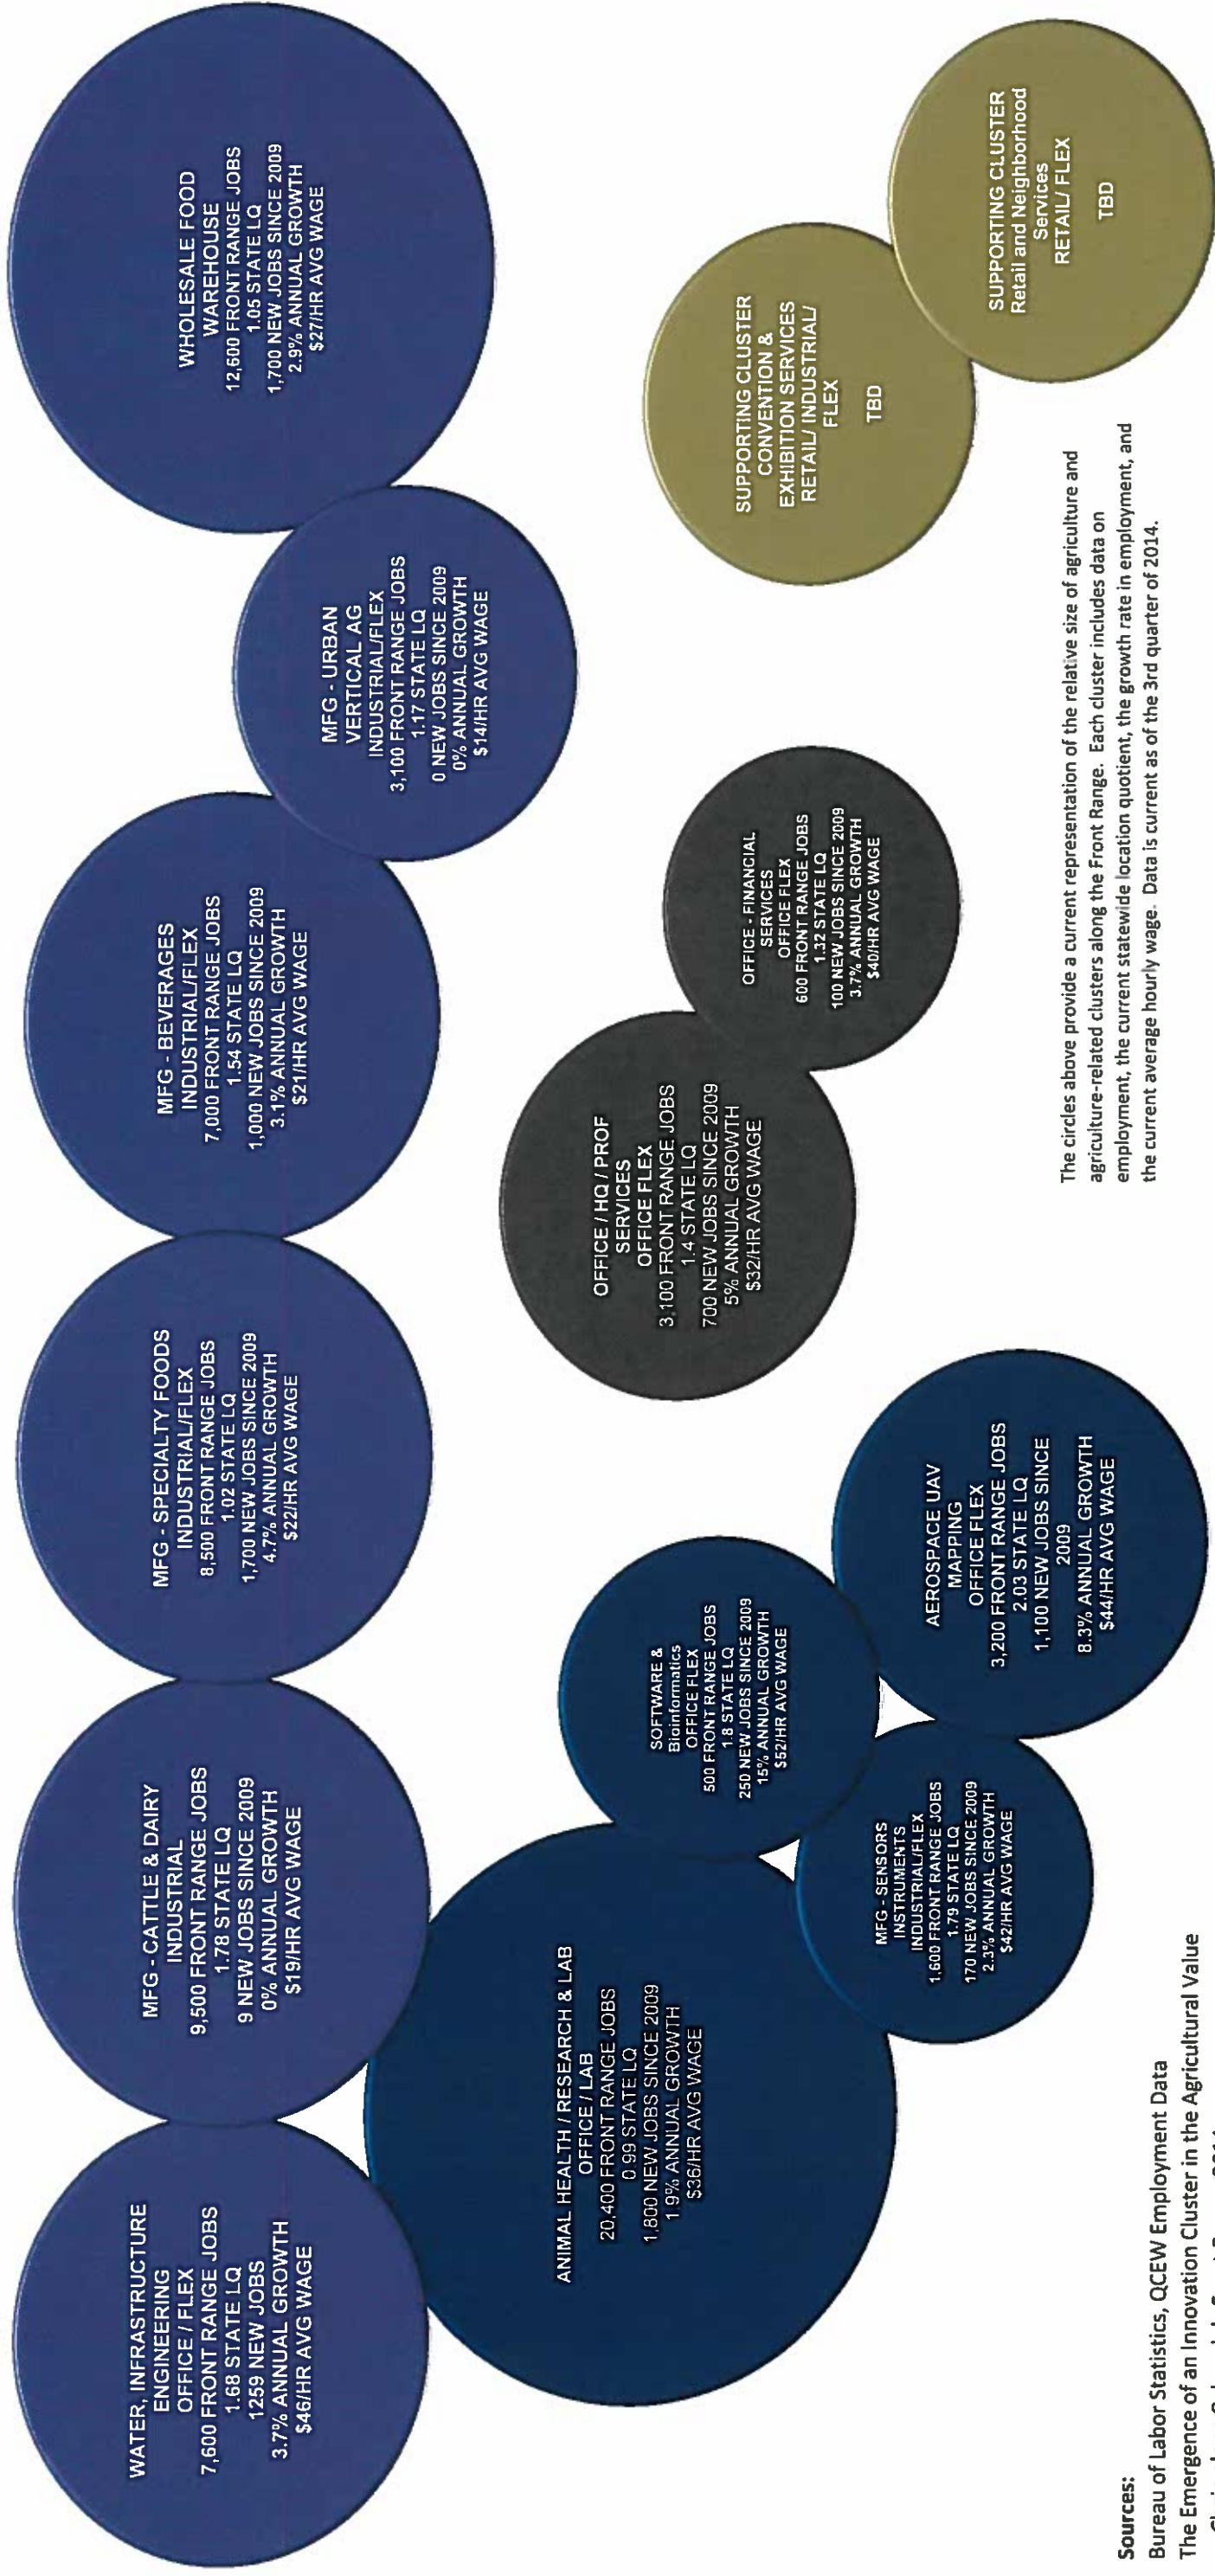 WATER, INFRASTRUCTURE
ENGINEERING
OFFICE / FLEX
7,600 FRONT RANGE JOBS
1.68 STATE LQ
1259 NEW JOBS
3.7% ANNUAL GROWTH
$46/HR AVG WAGE
MFG - CATTLE & DAIRY
INDUSTRIAL
9,500 FRONT RANGE JOBS
1.78 STATE LQ
9 NEW JOBS SINCE 2009
0% ANNUAL GROWTH
$19/HR AVG WAGE
MFG - SPECIALTY FOODS
INDUSTRIAL/FLEX
8,500 FRONT RANGE JOBS
1.02 STATE LQ
1,700 NEW JOBS SINCE 2009
4.7% ANNUAL GROWTH
$22/HR AVG WAGE
MFG - BEVERAGES
INDUSTRIAL/FLEX
7,000 FRONT RANGE JOBS
1.54 STATE LQ
1,000 NEW JOBS SINCE 2009
3.1% ANNUAL GROWTH
$21/HR AVG WAGE
MFG - URBAN
VERTICAL AG
INDUSTRIAL/FLEX
3,100 FRONT RANGE JOBS
1.17 STATE LQ
0 NEW JOBS SINCE 2009
0% ANNUAL GROWTH
$14/HR AVG WAGE
WHOLESALE FOOD
WAREHOUSE
12,600 FRONT RANGE JOBS
1.05 STATE LQ
1,700 NEW JOBS SINCE 2009
2.9% ANNUAL GROWTH
$27/HR AVG WAGE
ANIMAL HEALTH / RESEARCH & LAB
OFFICE / LAB
20,400 FRONT RANGE JOBS
0.99 STATE LQ
1,800 NEW JOBS SINCE 2009
1.9% ANNUAL GROWTH
$36/HR AVG WAGE
SOFTWARE &
Bioinformatics
OFFICE FLEX
500 FRONT RANGE JOBS
1.8 STATE LQ
250 NEW JOBS SINCE 2009
15% ANNUAL GROWTH
$52/HR AVG WAGE
MFG - SENSORS
INSTRUMENTS
INDUSTRIAL/FLEX
1,600 FRONT RANGE JOBS
1.79 STATE LQ
170 NEW JOBS SINCE 2009
2.3% ANNUAL GROWTH
$42/HR AVG WAGE
AEROSPACE UAV
MAPPING
OFFICE FLEX
3,200 FRONT RANGE JOBS
2.03 STATE LQ
1,100 NEW JOBS SINCE
2009
8.3% ANNUAL GROWTH
$44/HR AVG WAGE
OFFICE / HQ / PROF
SERVICES
OFFICE FLEX
3,100 FRONT RANGE JOBS
1.4 STATE LQ
700 NEW JOBS SINCE 2009
5% ANNUAL GROWTH
$32/HR AVG WAGE
OFFICE - FINANCIAL
SERVICES
OFFICE FLEX
600 FRONT RANGE JOBS
1.32 STATE LQ
100 NEW JOBS SINCE 2009
3.7% ANNUAL GROWTH
$40/HR AVG WAGE
SUPPORTING CLUSTER
CONVENTION &
EXHIBITION SERVICES
RETAIL/ INDUSTRIAL/
FLEX
TBD
SUPPORTING CLUSTER
Retail and Neighborhood
Services
RETAIL/ FLEX
TBD
The circles above provide a current representation of the relative size of agriculture and
agriculture-related clusters along the Front Range. Each cluster includes data on
employment, the current statewide location quotient, the growth rate in employment, and
the current average hourly wage. Data is current as of the 3rd quarter of 2014.
Sources:
Bureau of Labor Statistics, QCEW Employment Data
The Emergence of an Innovation Cluster in the Agricultural Value